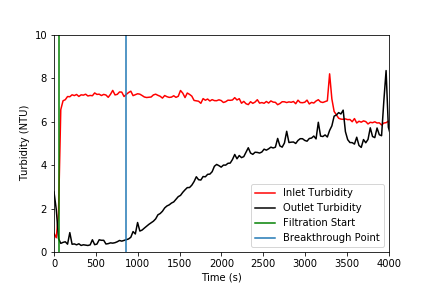 10
8
6
4
2
0
Turbidity (NTU)
0 500 1000 1500 2000 2500 3000 3500 4000
Time (s)
Inlet Turbidity
Outlet Turbidity
Filtration Start
Breakthrough Point